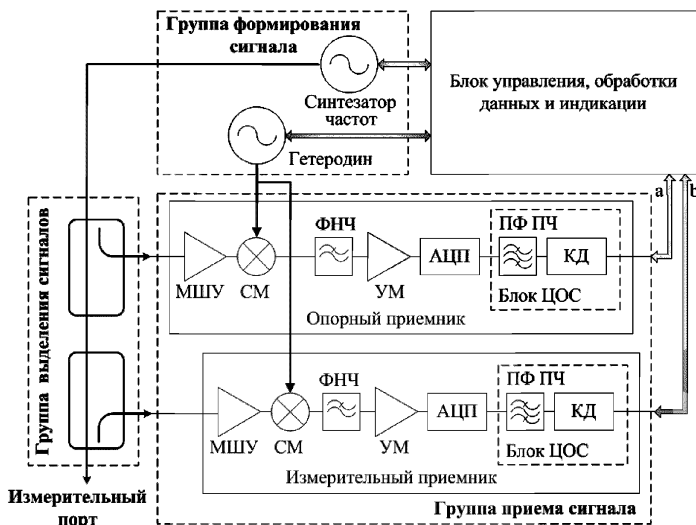 Группа формирования
сигнала
Синтезатор
частот
Гетеродин
Блок управления, обработки
данных и индикации
a
b
Группа выделения сигналов
МШУ
СМ
ФНЧ
УМ
АЦП
ПФ ПЧ
КД
Блок ЦОС
Опорный приемник
МШУ
СМ
ФНЧ
УМ
АЦП
ПФ ПЧ
КД
Блок ЦОС
Измерительный приемник
Группа приема сигнала
Измерительный
порт